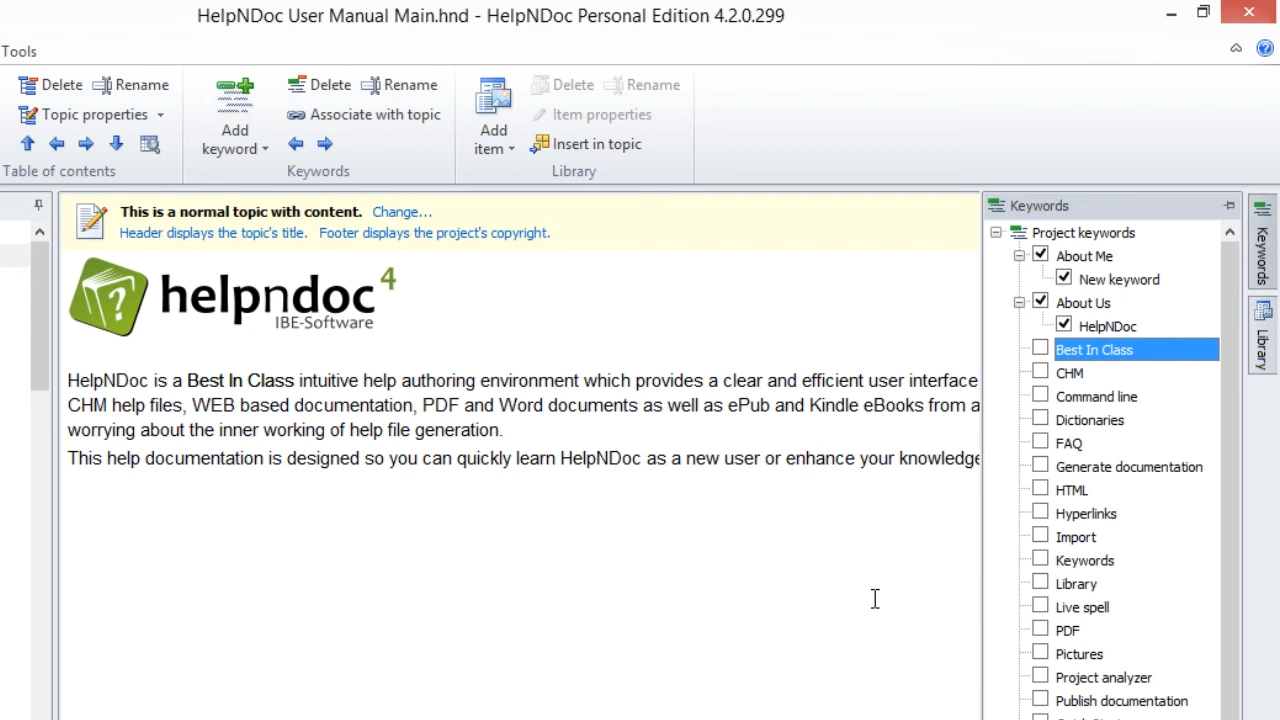 HelpNDoc User Manual Main.hnd - HelpNDoc Personal Edition 4.2.0.299
Tools
Delete Rename
Topic properties
Table of contents
Add keyword
Delete Rename
Associate with topic
Keywords
Add item
Delete Rename
Item properties
Insert in topic
Library
This is a normal topic with content. Change...
Header displays the topic's title. Footer displays the project's copyright.
helpndoc 4
IBE-Software
HelpNDoc is a Best In Class intuitive help authoring environment which provides a clear and efficient user interface
CHM help files, WEB based documentation, PDF and Word documents as well as ePub and Kindle eBooks from a
worrying about the inner working of help file generation.
This help documentation is designed so you can quickly learn HelpNDoc as a new user or enhance your knowledge
Keywords
Project keywords
About Me
New keyword
About Us
HelpNDoc
Best In Class
CHM
Command line
Dictionaries
FAQ
Generate documentation
HTML
Hyperlinks
Import
Keywords
Library
Live spell
PDF
Pictures
Project analyzer
Publish documentation
Keywords
Library